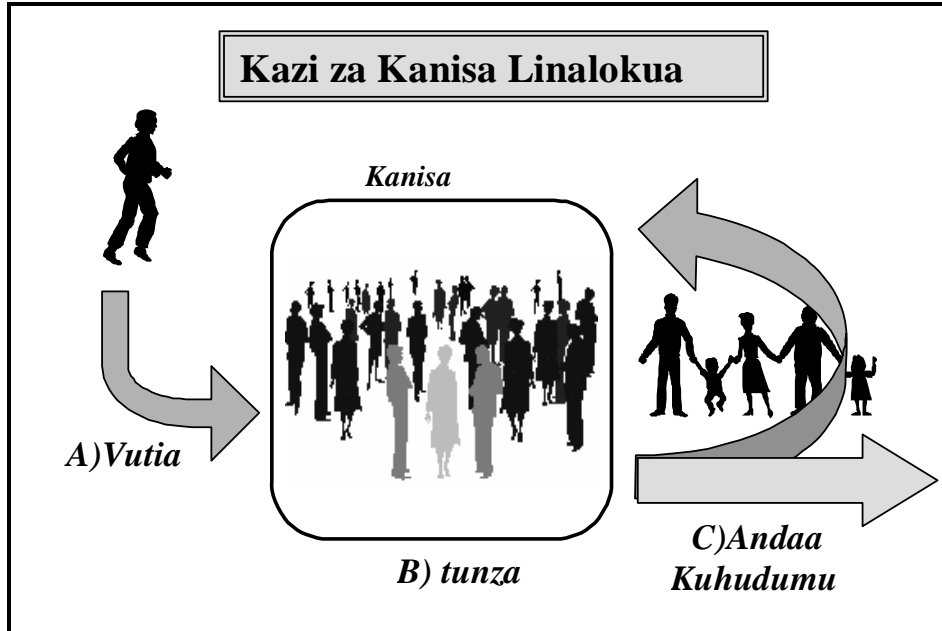 Kazi za Kanisa Linalokua
Kanisa
A)Vutia
B) tunza
C)Andaa
Kuhudumu